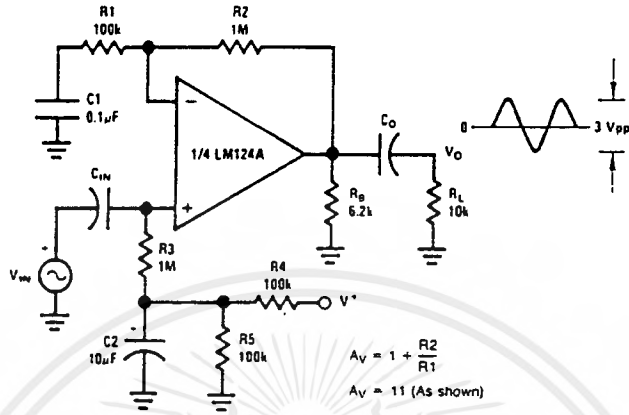 R1
100k
R2
1M
C1
0.1µF
1/4 LM124A
CO
VO
0
3 Vpp
CIN
RB
6.2k
RL
10k
R3
1M
VIN
R4
100k
V+
C2
10µF
R5
100k
AV = 1 + R2/R1
AV = 11 (As shown)